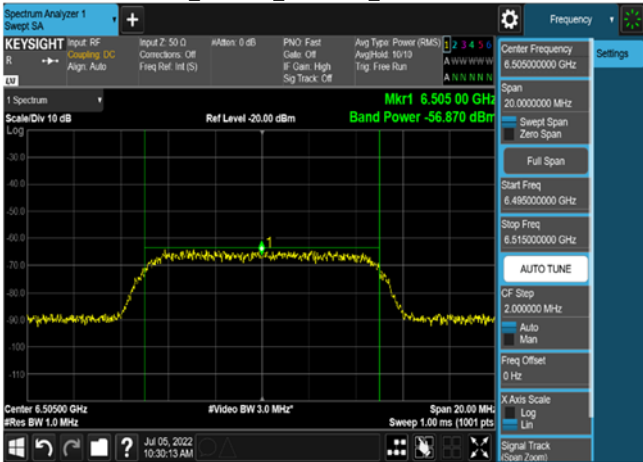 Spectrum Analyzer 1
Swept SA
+
Frequency
KEYSIGHT
R
Input: RF
Coupling: DC
Align: Auto
Input Z: 50 Ω
Corrections: Off
Freq Ref: Int (S)
#Atten: 0 dB
PNO: Fast
Gate: Off
IF Gain: High
Sig Track: Off
Avg Type: Power (RMS)
Avg|Hold: 10/10
Trig: Free Run
1 2 3 4 5 6
A W W W W W
A N N N N N
1 Spectrum
Scale/Div 10 dB
Log
Ref Level -20.00 dBm
Mkr1 6.505 00 GHz
Band Power -56.870 dBm
-30.0
-40.0
-50.0
-60.0
-70.0
-80.0
-90.0
-100
-110
1
Center 6.50500 GHz
#Res BW 1.0 MHz
#Video BW 3.0 MHz*
Span 20.00 MHz
Sweep 1.00 ms (1001 pts
Jul 05, 2022
10:30:13 AM
?
Center Frequency
6.505000000 GHz
Settings
Span
20.0000000 MHz
Swept Span
Zero Span
Full Span
Start Freq
6.495000000 GHz
Stop Freq
6.515000000 GHz
AUTO TUNE
CF Step
2.000000 MHz
Auto
Man
Freq Offset
0 Hz
X Axis Scale
Log
Lin
Signal Track
(Span Zoom)